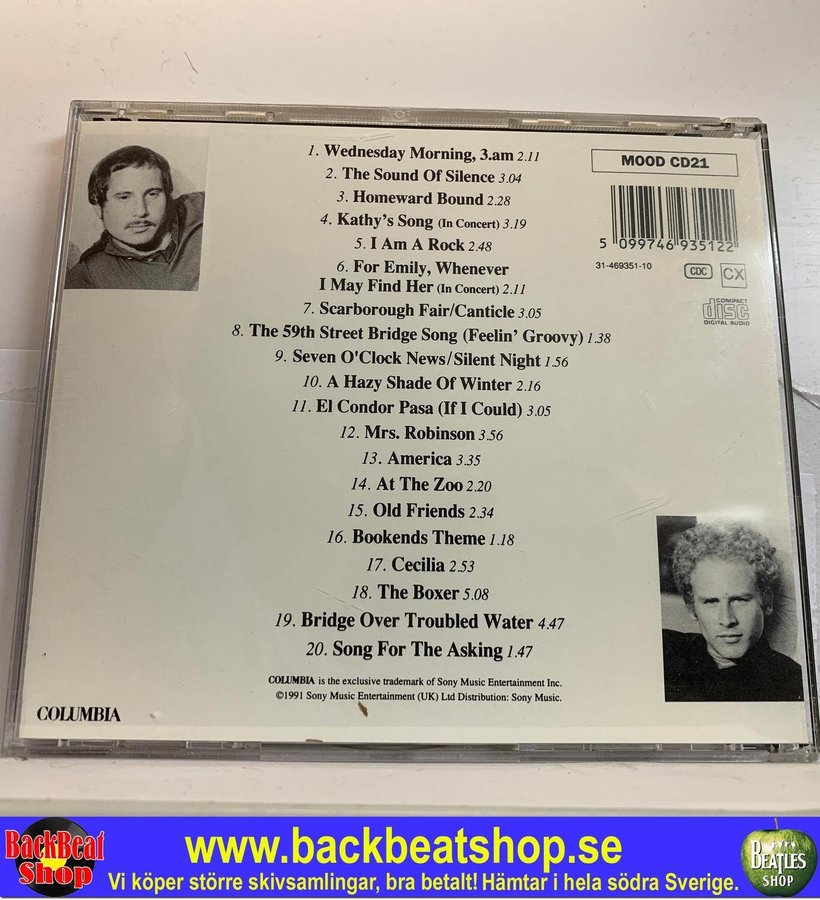 1. Wednesday Morning, 3.am 2.11
2. The Sound Of Silence 3.04
3. Homeward Bound 2.28
4. Kathy's Song (In Concert) 3.19
5. I Am A Rock 2.48
6. For Emily, Whenever
I May Find Her (In Concert) 2.11
7. Scarborough Fair/Canticle 3.05
8. The 59th Street Bridge Song (Feelin' Groovy) 1.38
9. Seven O'Clock News/Silent Night 1.56
10. A Hazy Shade Of Winter 2.16
11. El Condor Pasa (If I Could) 3.05
12. Mrs. Robinson 3.56
13. America 3.35
14. At The Zoo 2.20
15. Old Friends 2.34
16. Bookends Theme 1.18
17. Cecilia 2.53
18. The Boxer 5.08
19. Bridge Over Troubled Water 4.47
20. Song For The Asking 1.47
MOOD CD21
5 099746 935122
31-469351-10
CDC
CX
COMPACT
disc
DIGITAL AUDIO
COLUMBIA is the exclusive trademark of Sony Music Entertainment Inc.
©1991 Sony Music Entertainment (UK) Ltd Distribution: Sony Music.
COLUMBIA
BackBeat
Shop
www.backbeatshop.se
Vi köper större skivsamlingar, bra betalt! Hämtar i hela södra Sverige.
BEATLES
SHOP